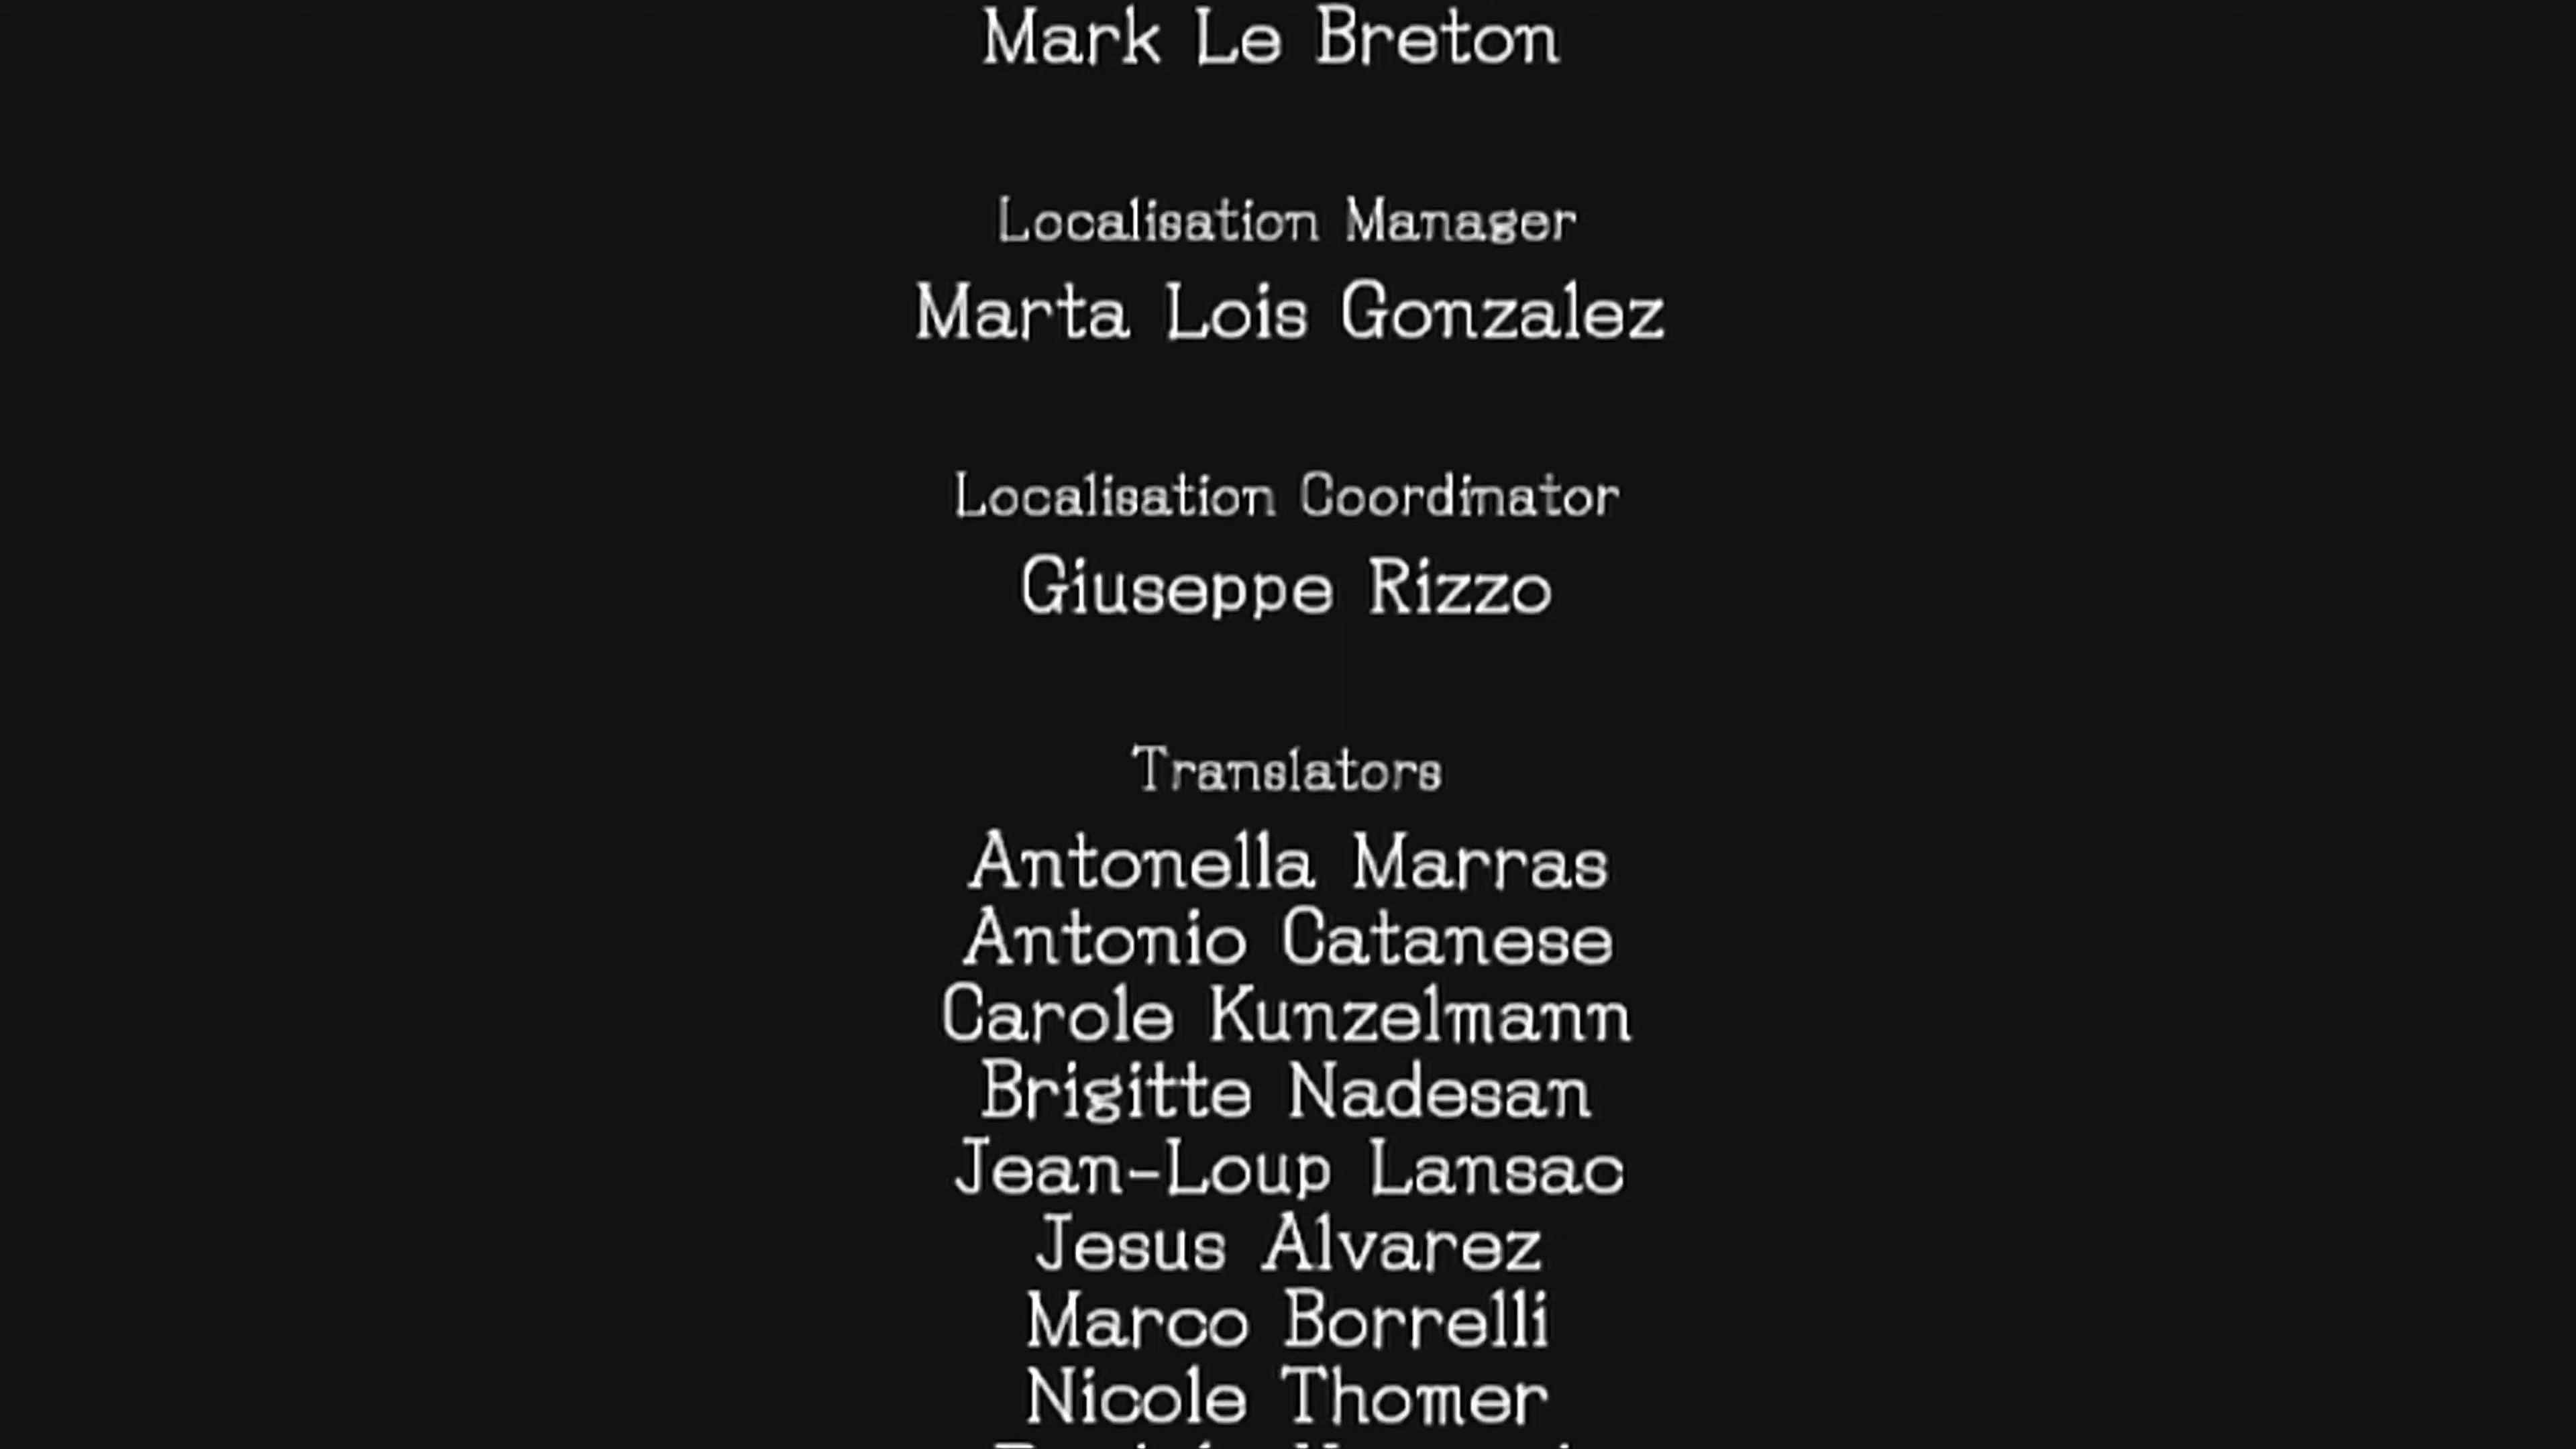 Mark Le Breton
Localisation Manager
Marta Lois Gonzalez
Localisation Coordinator
Giuseppe Rizzo
Translators
Antonella Marras
Antonio Catanese
Carole Kunzelmann
Brigitte Nadesan
Jean-Loup Lansac
Jesus Alvarez
Marco Borrelli
Nicole Thomer